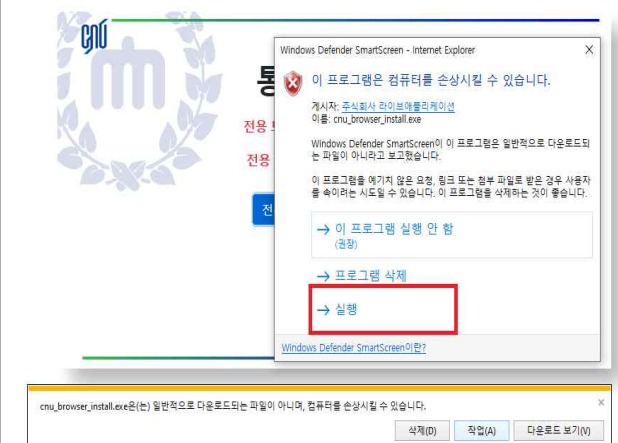 cnu
Windows Defender SmartScreen - Internet Explorer
이 프로그램은 컴퓨터를 손상시킬 수 있습니다.
게시자: 주식회사 라이브애플리케이션
이름: cnu_browser_install.exe
Windows Defender SmartScreen이 이 프로그램은 일반적으로 다운로드되
는 파일이 아니라고 보고했습니다.
이 프로그램을 예기치 않은 요청, 링크 또는 첨부 파일로 받은 경우 사용자
를 속이려는 시도일 수 있습니다. 이 프로그램을 삭제하는 것이 좋습니다.
전용
전용
전
→ 이 프로그램 실행 안 함
(권장)
→ 프로그램 삭제
→ 실행
Windows Defender SmartScreen이란?
cnu_browser_install.exe은(는) 일반적으로 다운로드되는 파일이 아니며, 컴퓨터를 손상시킬 수 있습니다.
삭제(D) 작업(A) 다운로드 보기(V)